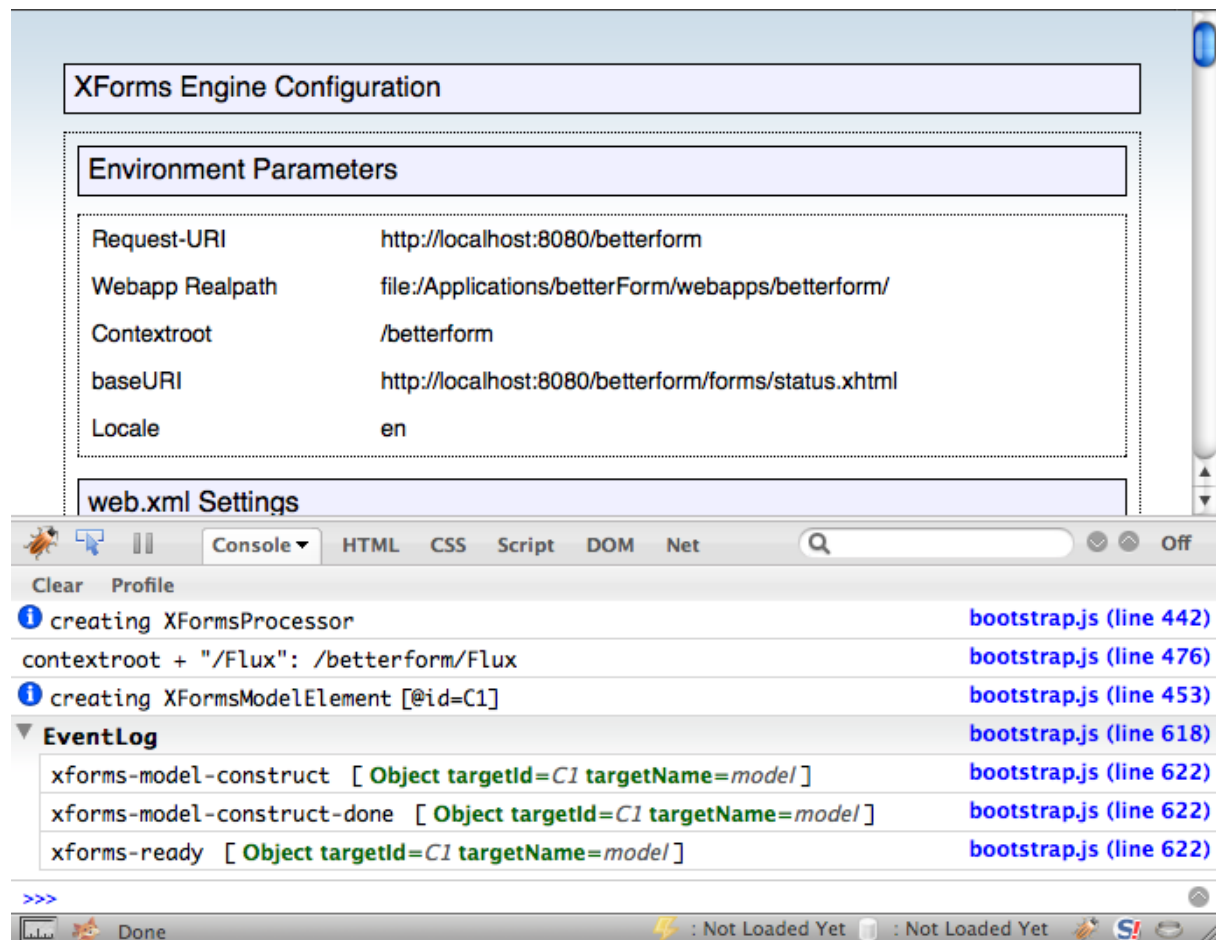 XForms Engine Configuration
Environment Parameters
Request-URI http://localhost:8080/betterform
Webapp Realpath file:/Applications/betterForm/webapps/betterform/
Contextroot /betterform
baseURI http://localhost:8080/betterform/forms/status.xhtml
Locale en
web.xml Settings
Console HTML CSS Script DOM Net Off
Clear Profile
creating XFormsProcessor bootstrap.js (line 442)
contextroot + "/Flux": /betterform/Flux bootstrap.js (line 476)
creating XFormsModelElement [@id=C1] bootstrap.js (line 453)
EventLog bootstrap.js (line 618)
xforms-model-construct [ Object targetId=C1 targetName=model ] bootstrap.js (line 622)
xforms-model-construct-done [ Object targetId=C1 targetName=model ] bootstrap.js (line 622)
xforms-ready [ Object targetId=C1 targetName=model ] bootstrap.js (line 622)
>>>
Done : Not Loaded Yet : Not Loaded Yet S!